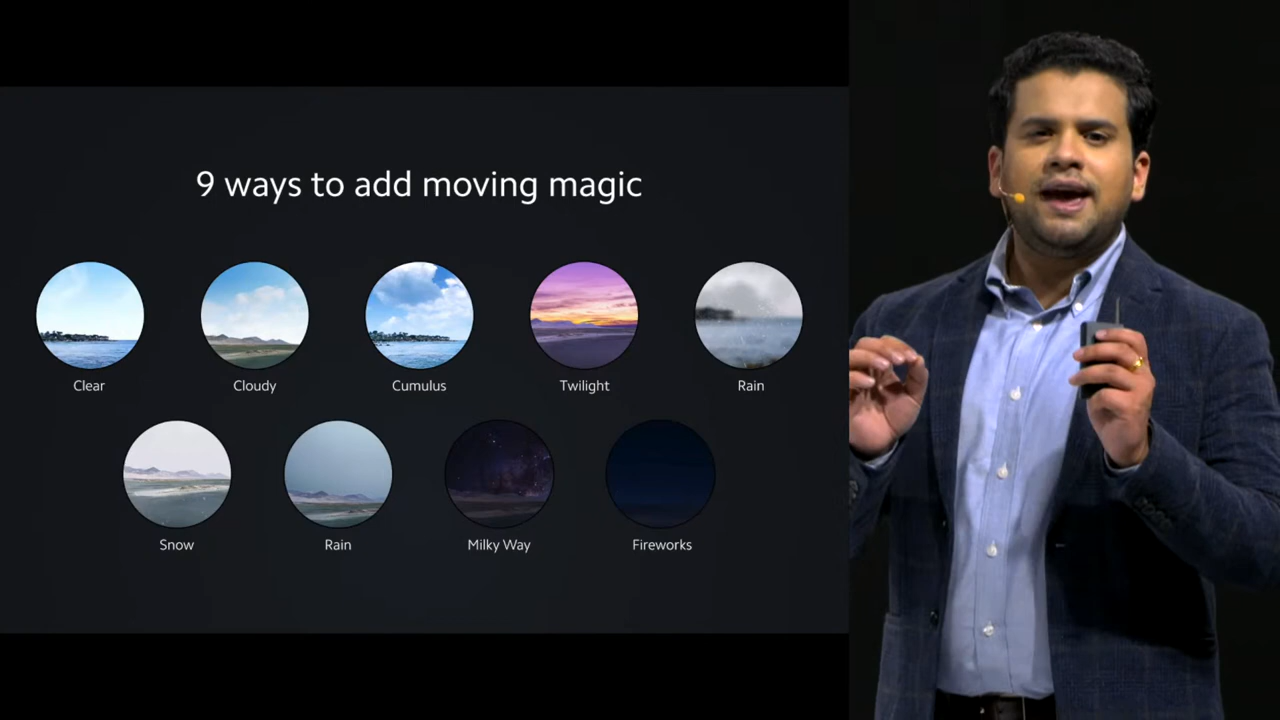 9 ways to add moving magic
Clear
Cloudy
Cumulus
Twilight
Rain
Snow
Rain
Milky Way
Fireworks